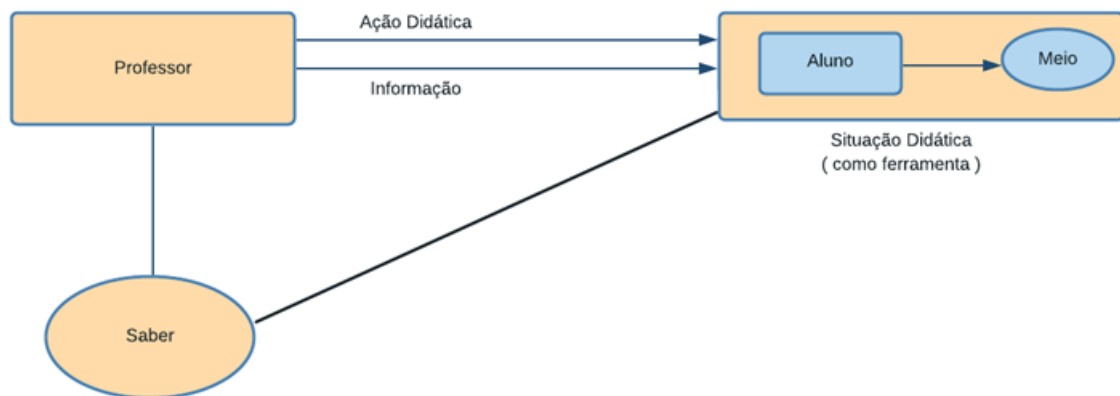 Ação Didática
Professor
Informação
Aluno
Meio
Situação Didática
( como ferramenta )
Saber